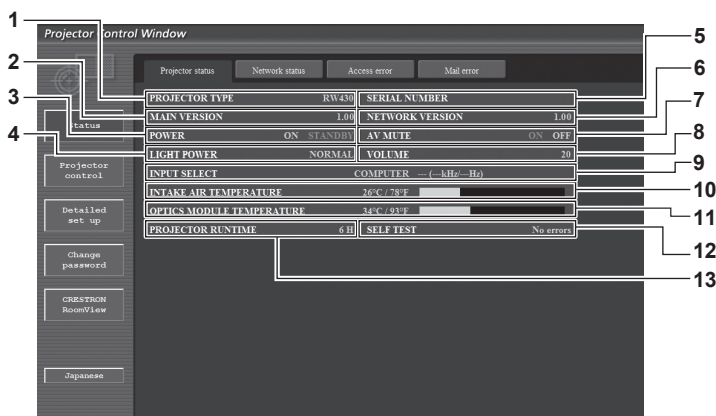 Projector Control Window
Projector status Network status Access error Mail error
PROJECTOR TYPE RW430 SERIAL NUMBER
MAIN VERSION 1.00 NETWORK VERSION 1.00
POWER ON STANDBY AV MUTE ON OFF
LIGHT POWER NORMAL VOLUME 20
INPUT SELECT COMPUTER --- (---kHz/---Hz)
INTAKE AIR TEMPERATURE 26°C / 78°F
OPTICS MODULE TEMPERATURE 34°C / 93°F
PROJECTOR RUNTIME 6 H SELF TEST No errors
Status
Projector
control
Detailed
set up
Change
password
CRESTRON
RoomView
Japanese
1
2
3
4
5
6
7
8
9
10
11
12
13